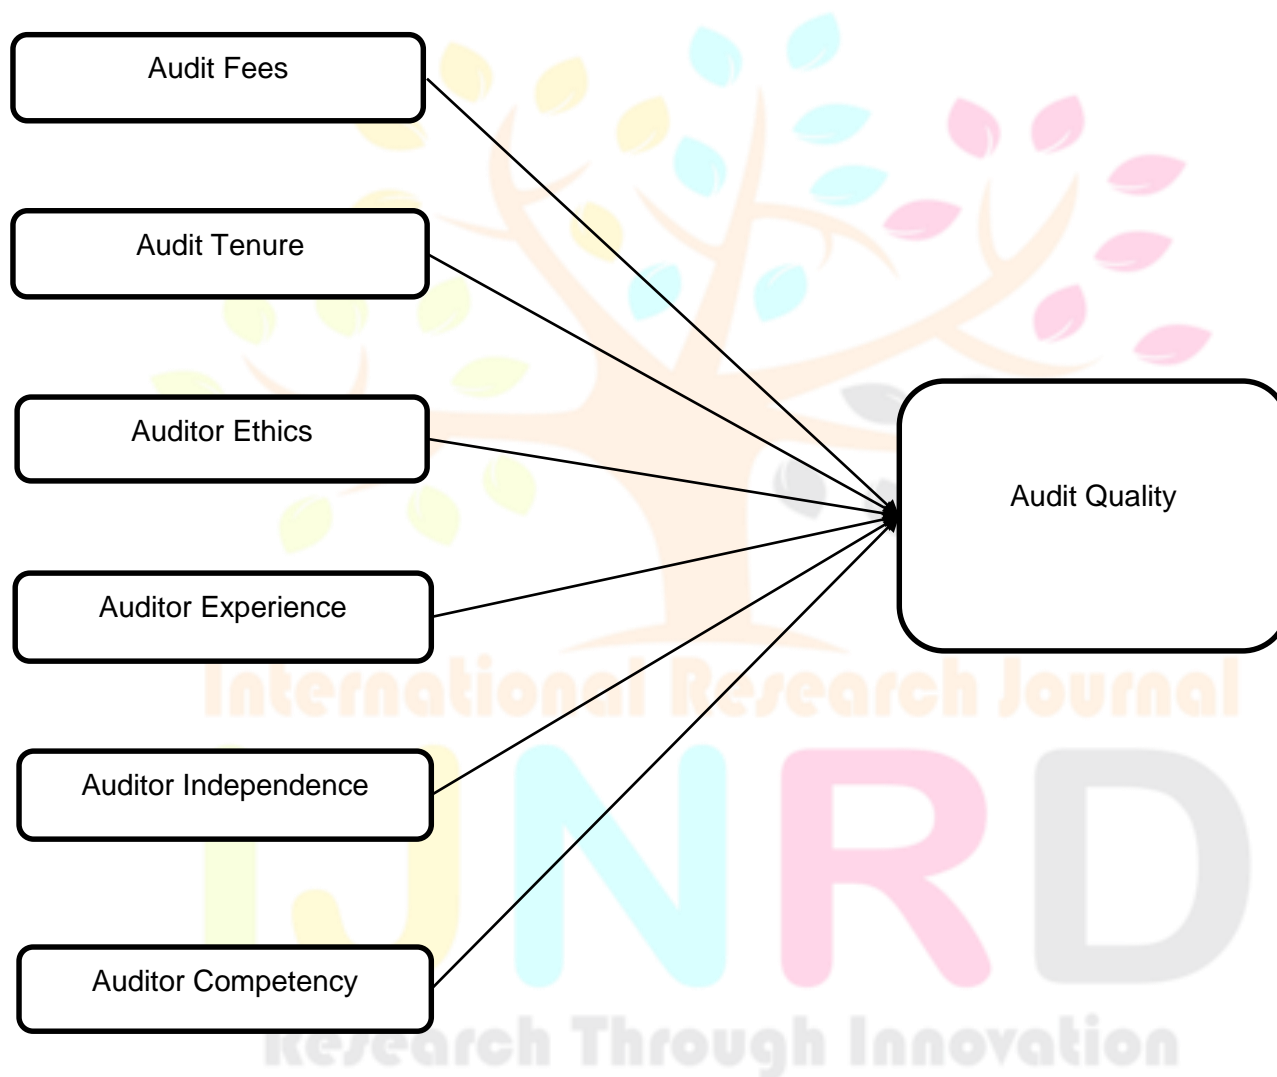 Audit Fees
Audit Tenure
Auditor Ethics
Audit Quality
Auditor Experience
International Research Journal
Auditor Independence
IJNRD
Auditor Competency
Research Through Innovation